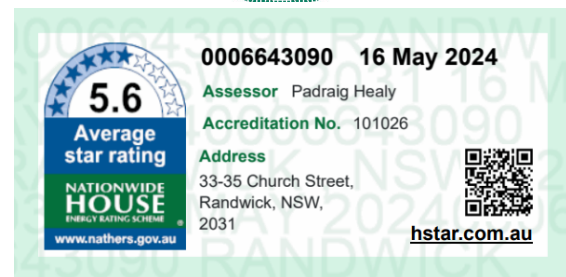 0006643090 16 May 2024
Assessor Padraig Healy
Accreditation No. 101026
Address
33-35 Church Street,
Randwick, NSW,
2031
hstar.com.au
5.6
Average
star rating
NATIONWIDE
HOUSE
ENERGY RATING SCHEME
www.nathers.gov.au